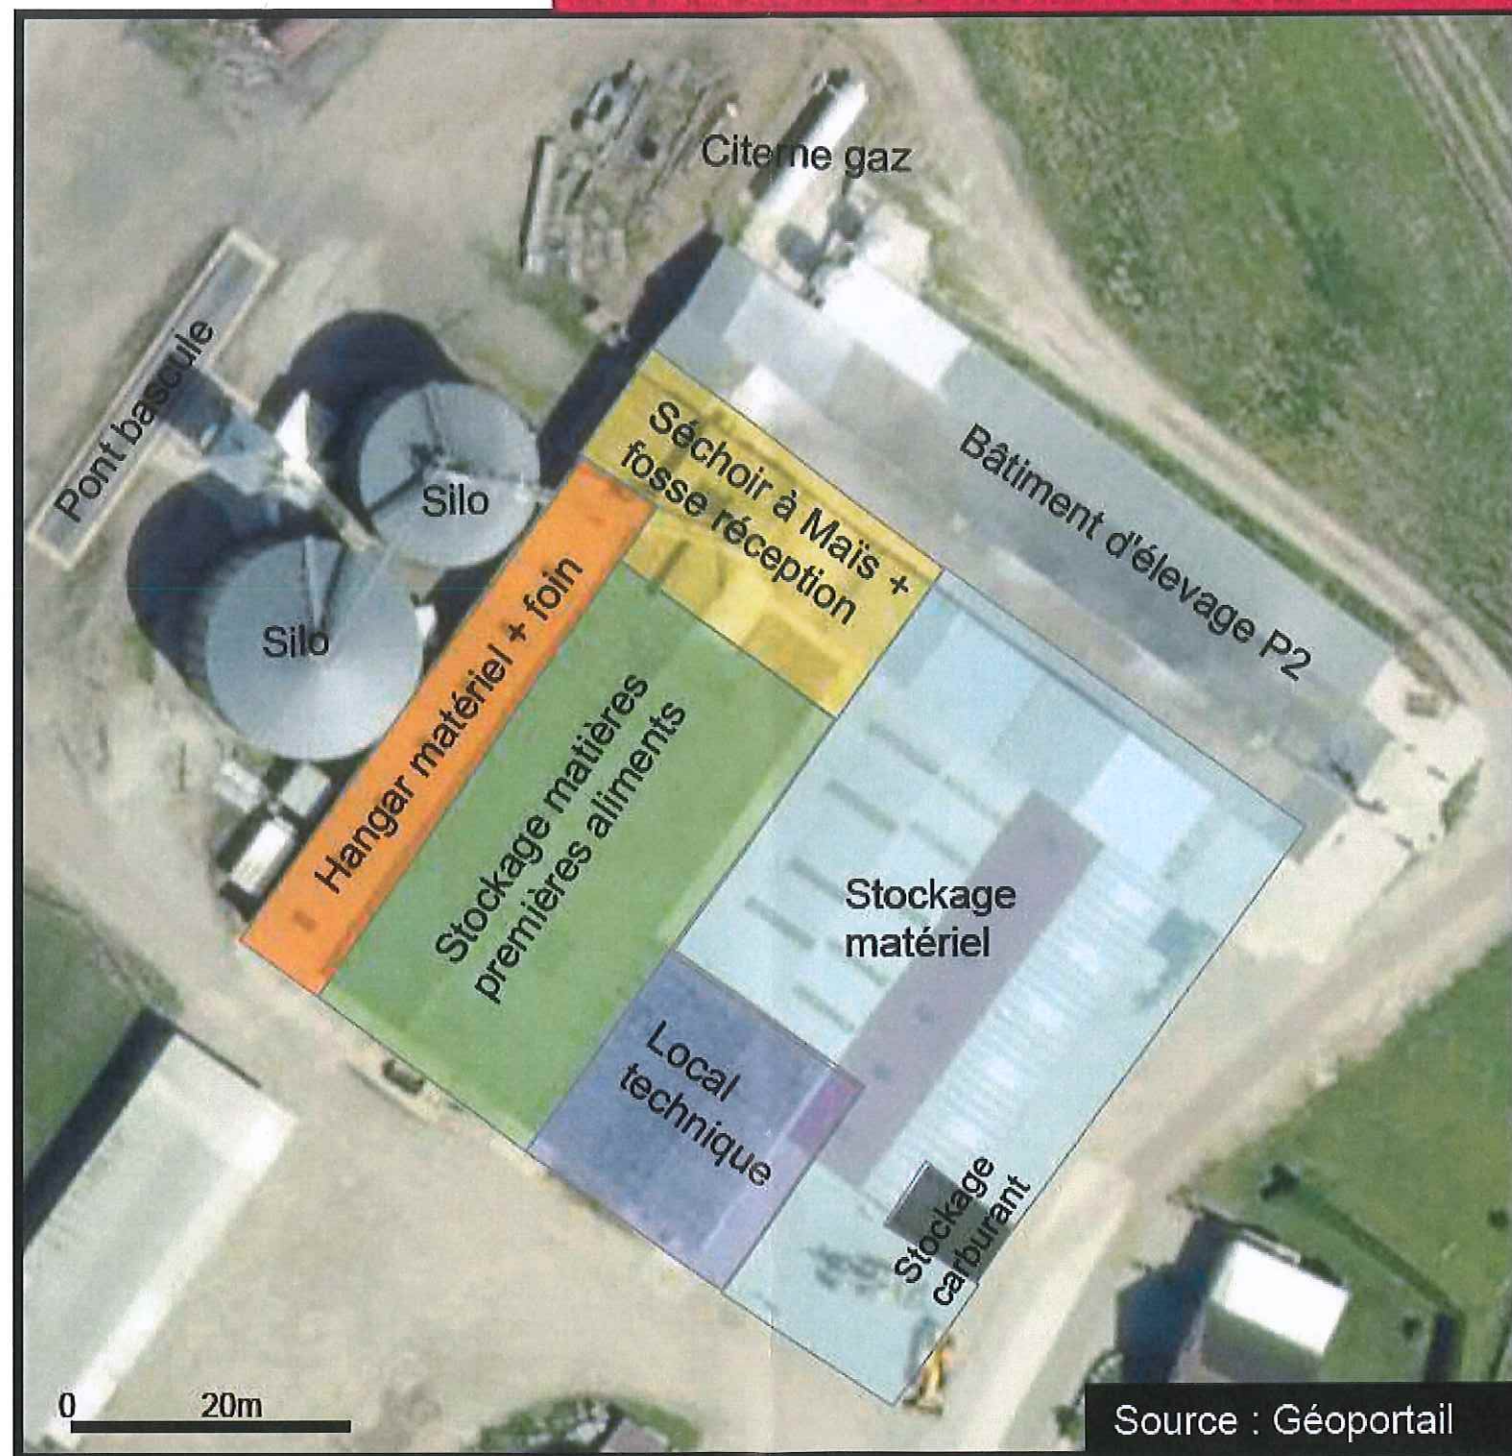 Citerne gaz
Pont bascule
Silo
Silo
Séchoir à Maïs +
fosse réception
Bâtiment d'élevage P2
Hangar matériel + foin
Stockage matières
premières aliments
Stockage
matériel
Local
technique
Stockage
carburant
0 20m
Source : Géoportail